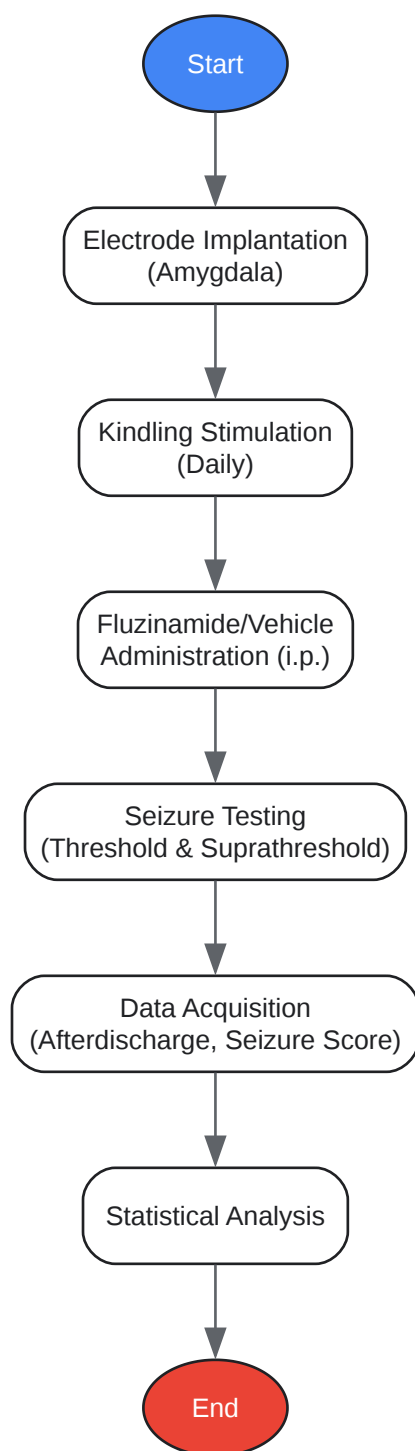 Start
Electrode Implantation
(Amygdala)
Kindling Stimulation
(Daily)
Fluzinamide/Vehicle
Administration (i.p.)
Seizure Testing
(Threshold & Suprathreshold)
Data Acquisition
(Afterdischarge, Seizure Score)
Statistical Analysis
End